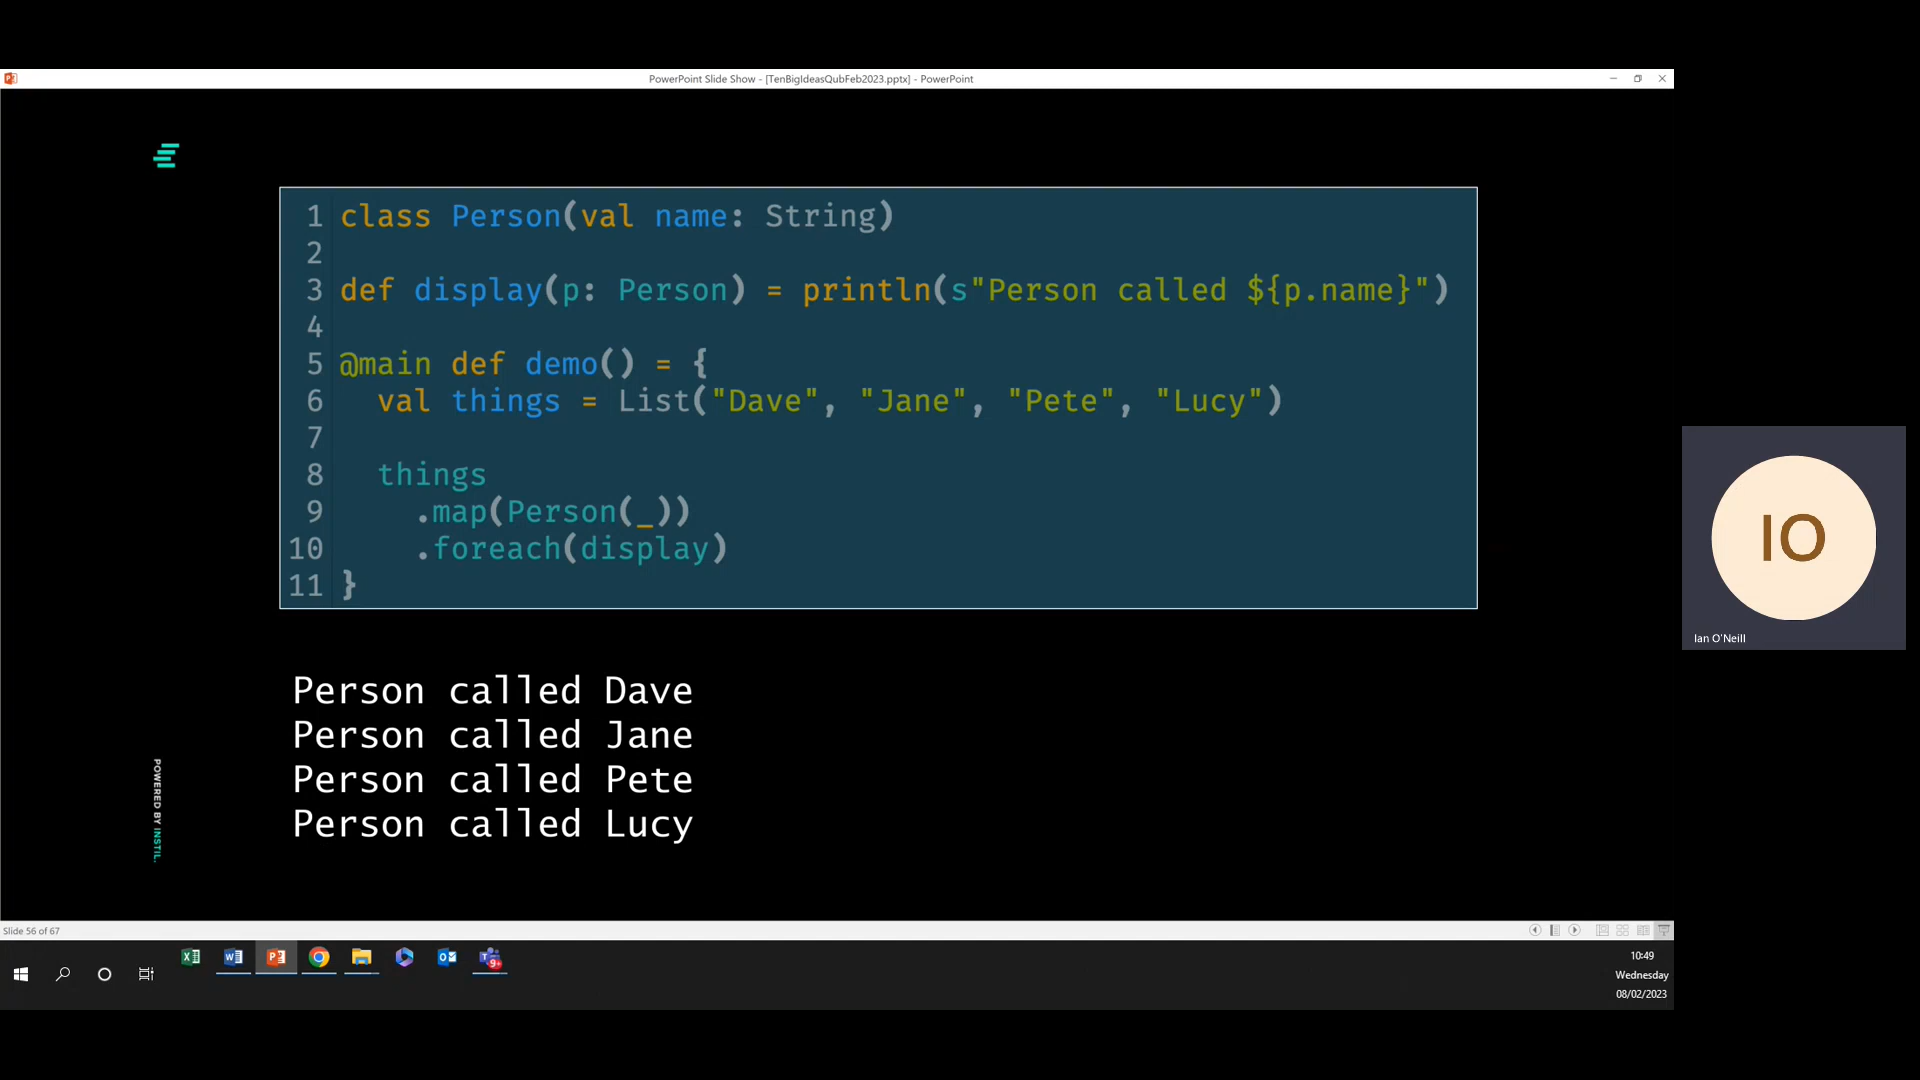 PowerPoint Slide Show - [TenBigIdeasQubFeb2023.pptx] - PowerPoint
1 class Person(val name: String)
2
3 def display(p: Person) = println(s"Person called ${p.name}")
4
5 @main def demo() = {
6   val things = List("Dave", "Jane", "Pete", "Lucy")
7
8   things
9     .map(Person(_))
10     .foreach(display)
11 }
Person called Dave
Person called Jane
Person called Pete
Person called Lucy
POWERED BY INSTIL.
IO
Ian O'Neill
Slide 56 of 67
9+
10:49
Wednesday
08/02/2023